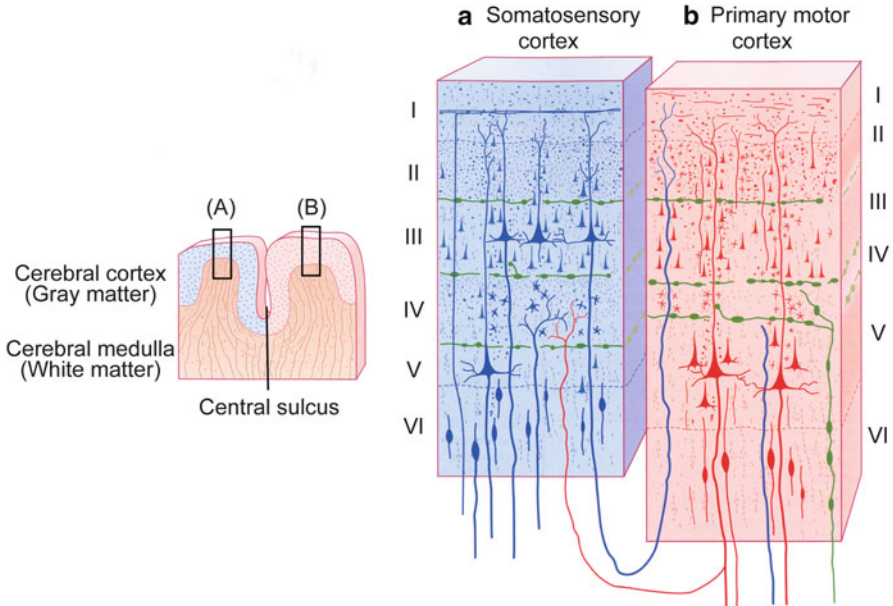 a Somatosensory
cortex
b Primary motor
cortex
(A)
(B)
Cerebral cortex
(Gray matter)
Cerebral medulla
(White matter)
Central sulcus
I
II
III
IV
V
VI
I
II
III
IV
V
VI